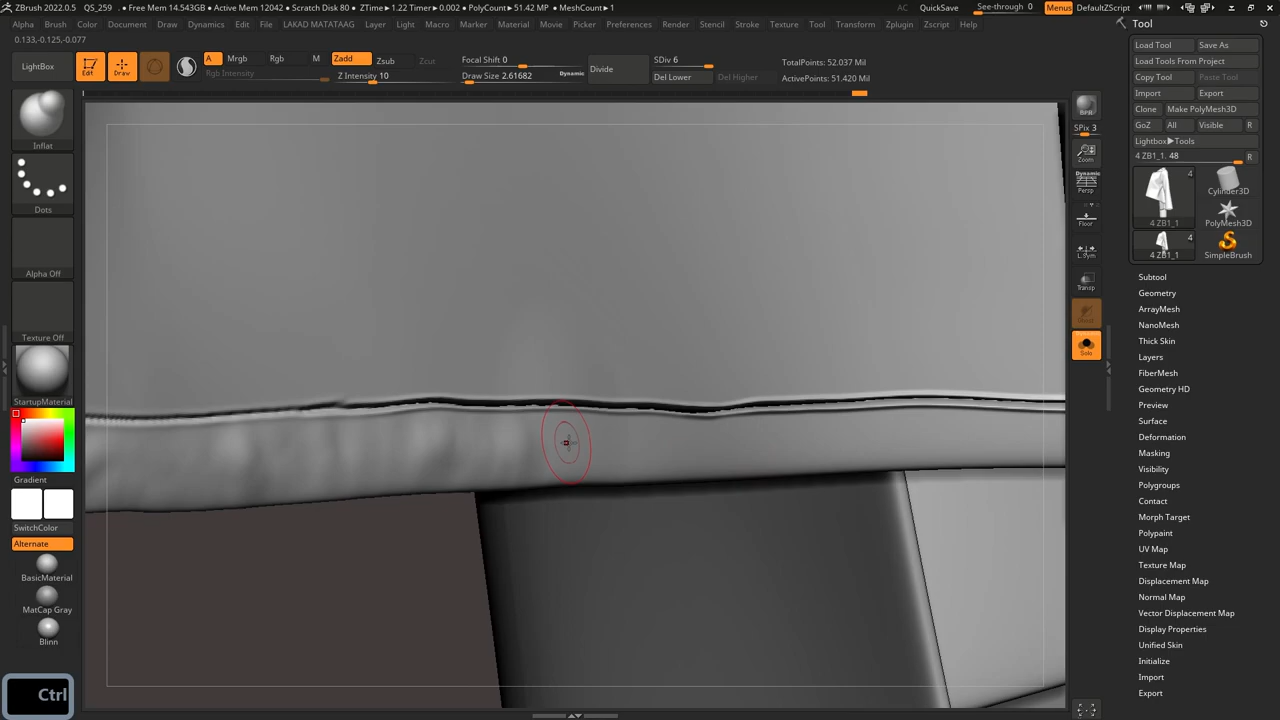 ZBrush 2022.0.5 QS_259 ● Free Mem 14.543GB ● Active Mem 12042 ● Scratch Disk 80 ● ZTime▶1.22 Timer▶0.002 ● PolyCount▶51.42 MP ● MeshCount▶1 AC QuickSave See-through 0 Menus DefaultZScript
Alpha Brush Color Document Draw Dynamics Edit File Layer LAKAD MATATAAG Light Macro Marker Material Movie Picker Preferences Render Stencil Stroke Texture Tool Transform Zplugin Zscript Help
0.133,-0.125,-0.077
LightBox
Edit
Draw
A Mrgb Rgb M
Rgb Intensity
Zadd Zsub Zcut
Z Intensity 10
Focal Shift 0
Draw Size 2.61682 Dynamic
Divide
SDiv 6
Del Lower Del Higher
TotalPoints: 52.037 Mil
ActivePoints: 51.420 Mil
Inflat
Dots
Alpha Off
Texture Off
StartupMaterial
Gradient
SwitchColor
Alternate
BasicMaterial
MatCap Gray
Blinn
Ctrl
SPix 3
Zoom
Dynamic
Persp
Floor
L.Sym
Transp
Solo
Tool
Load Tool Save As
Load Tools From Project
Copy Tool Paste Tool
Import Export
Clone Make PolyMesh3D
GoZ All Visible R
Lightbox▶Tools
4 ZB1_1. 48 R
4
4 ZB1_1
Cylinder3D
PolyMesh3D
4
4 ZB1_1
SimpleBrush
Subtool
Geometry
ArrayMesh
NanoMesh
Thick Skin
Layers
FiberMesh
Geometry HD
Preview
Surface
Deformation
Masking
Visibility
Polygroups
Contact
Morph Target
Polypaint
UV Map
Texture Map
Displacement Map
Normal Map
Vector Displacement Map
Display Properties
Unified Skin
Initialize
Import
Export